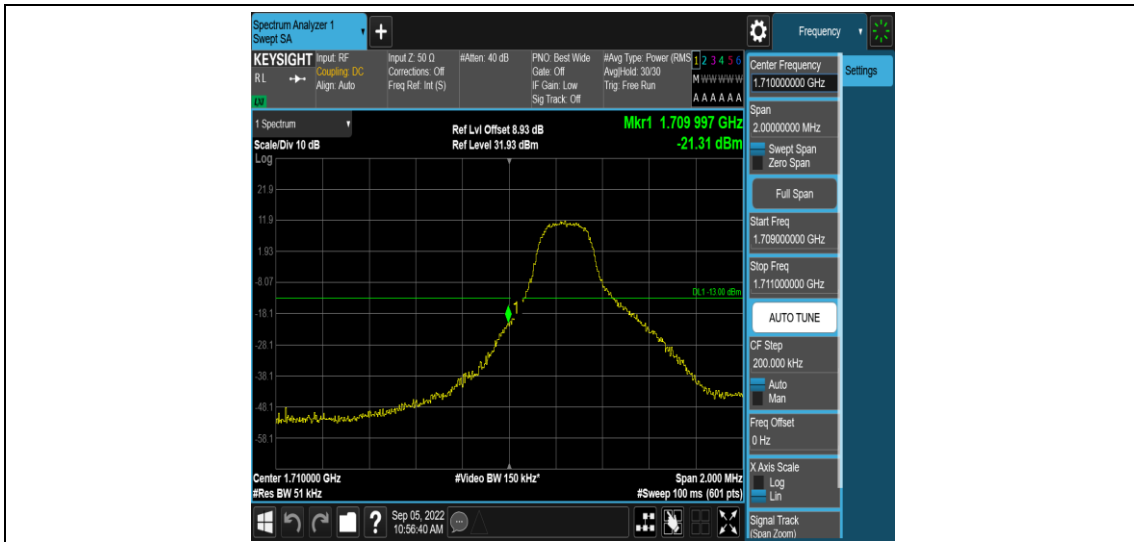 Spectrum Analyzer 1
Swept SA
+
Frequency
KEYSIGHT
RL
LXI
Input: RF
Coupling: DC
Align: Auto
Input Z: 50 Ω
Corrections: Off
Freq Ref: Int (S)
#Atten: 40 dB
PNO: Best Wide
Gate: Off
IF Gain: Low
Sig Track: Off
#Avg Type: Power (RMS
Avg|Hold: 30/30
Trig: Free Run
1 2 3 4 5 6
M W W W W W
A A A A A A
Center Frequency
1.710000000 GHz
Settings
1 Spectrum
Scale/Div 10 dB
Ref Lvl Offset 8.93 dB
Ref Level 31.93 dBm
Mkr1 1.709 997 GHz
-21.31 dBm
Log
21.9
11.9
1.93
-8.07
-18.1
-28.1
-38.1
-48.1
-58.1
DL1 -13.00 dBm
1
Span
2.00000000 MHz
Swept Span
Zero Span
Full Span
Start Freq
1.709000000 GHz
Stop Freq
1.711000000 GHz
AUTO TUNE
CF Step
200.000 kHz
Auto
Man
Freq Offset
0 Hz
X Axis Scale
Log
Lin
Signal Track
(Span Zoom)
Center 1.710000 GHz
#Res BW 51 kHz
#Video BW 150 kHz*
Span 2.000 MHz
#Sweep 100 ms (601 pts)
?
Sep 05, 2022
10:56:40 AM